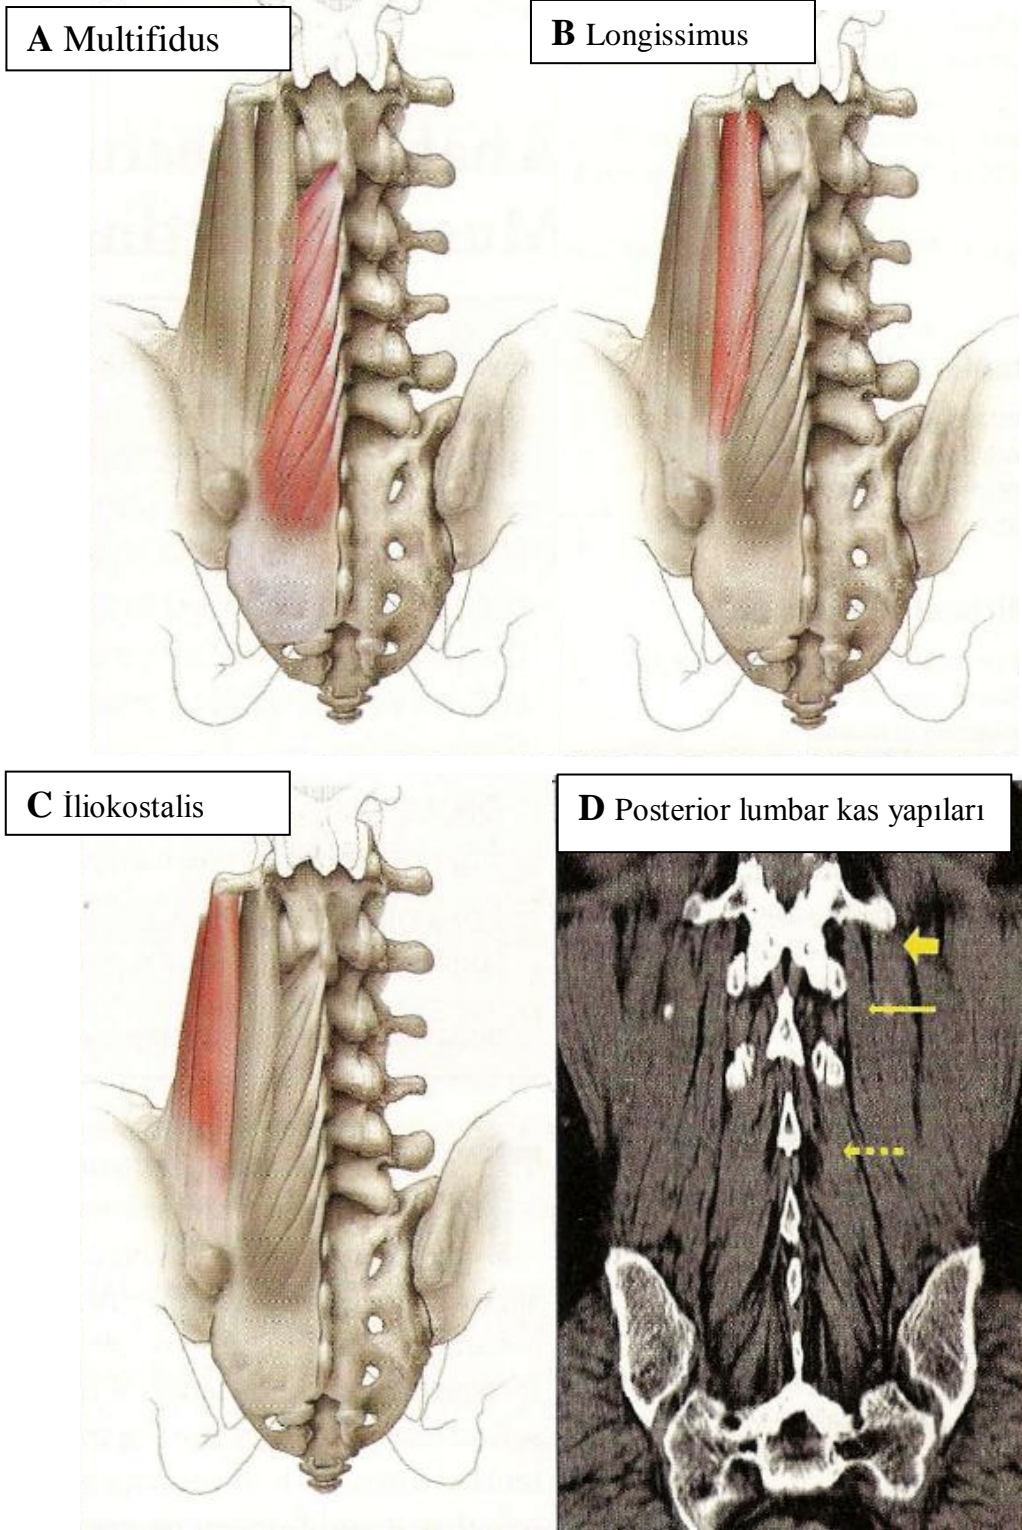 A Multifidus
B Longissimus
C İliokostalis
D Posterior lumbar kas yapıları